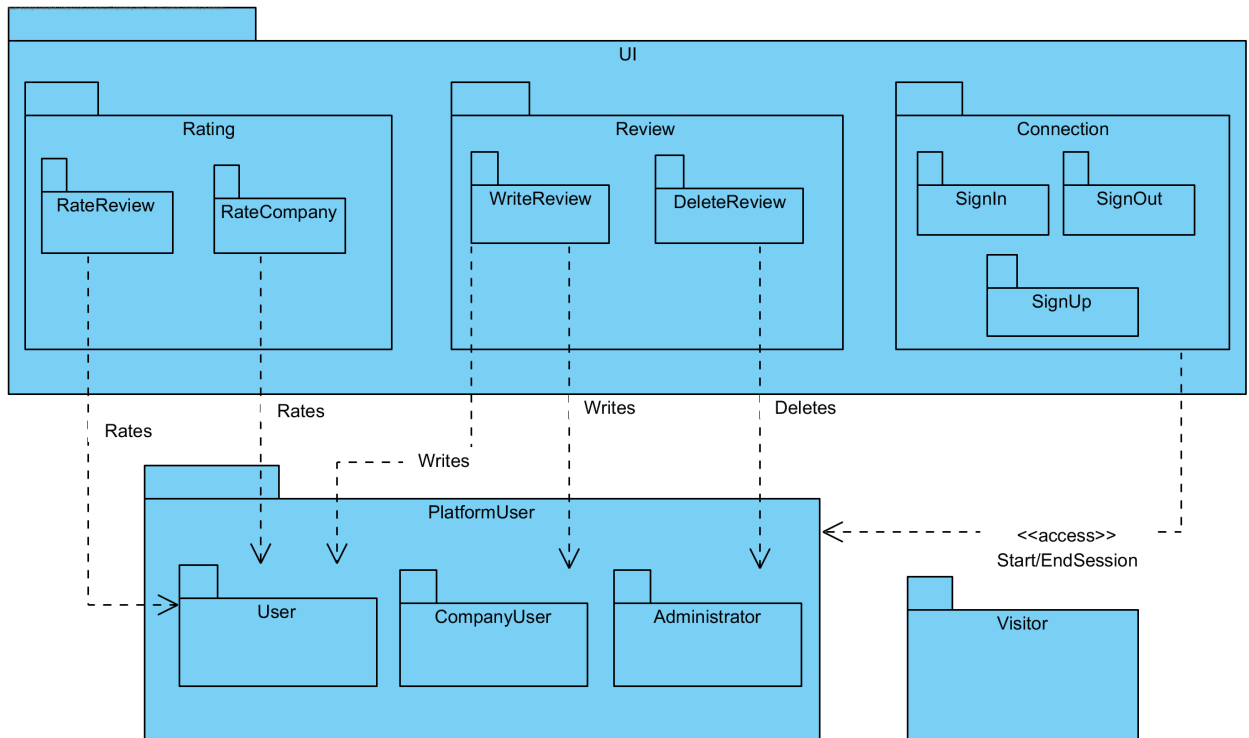 UI
Rating
Review
Connection
RateReview
RateCompany
WriteReview
DeleteReview
SignIn
SignOut
SignUp
Rates
Rates
Writes
Writes
Deletes
PlatformUser
<<access>>
Start/EndSession
User
CompanyUser
Administrator
Visitor